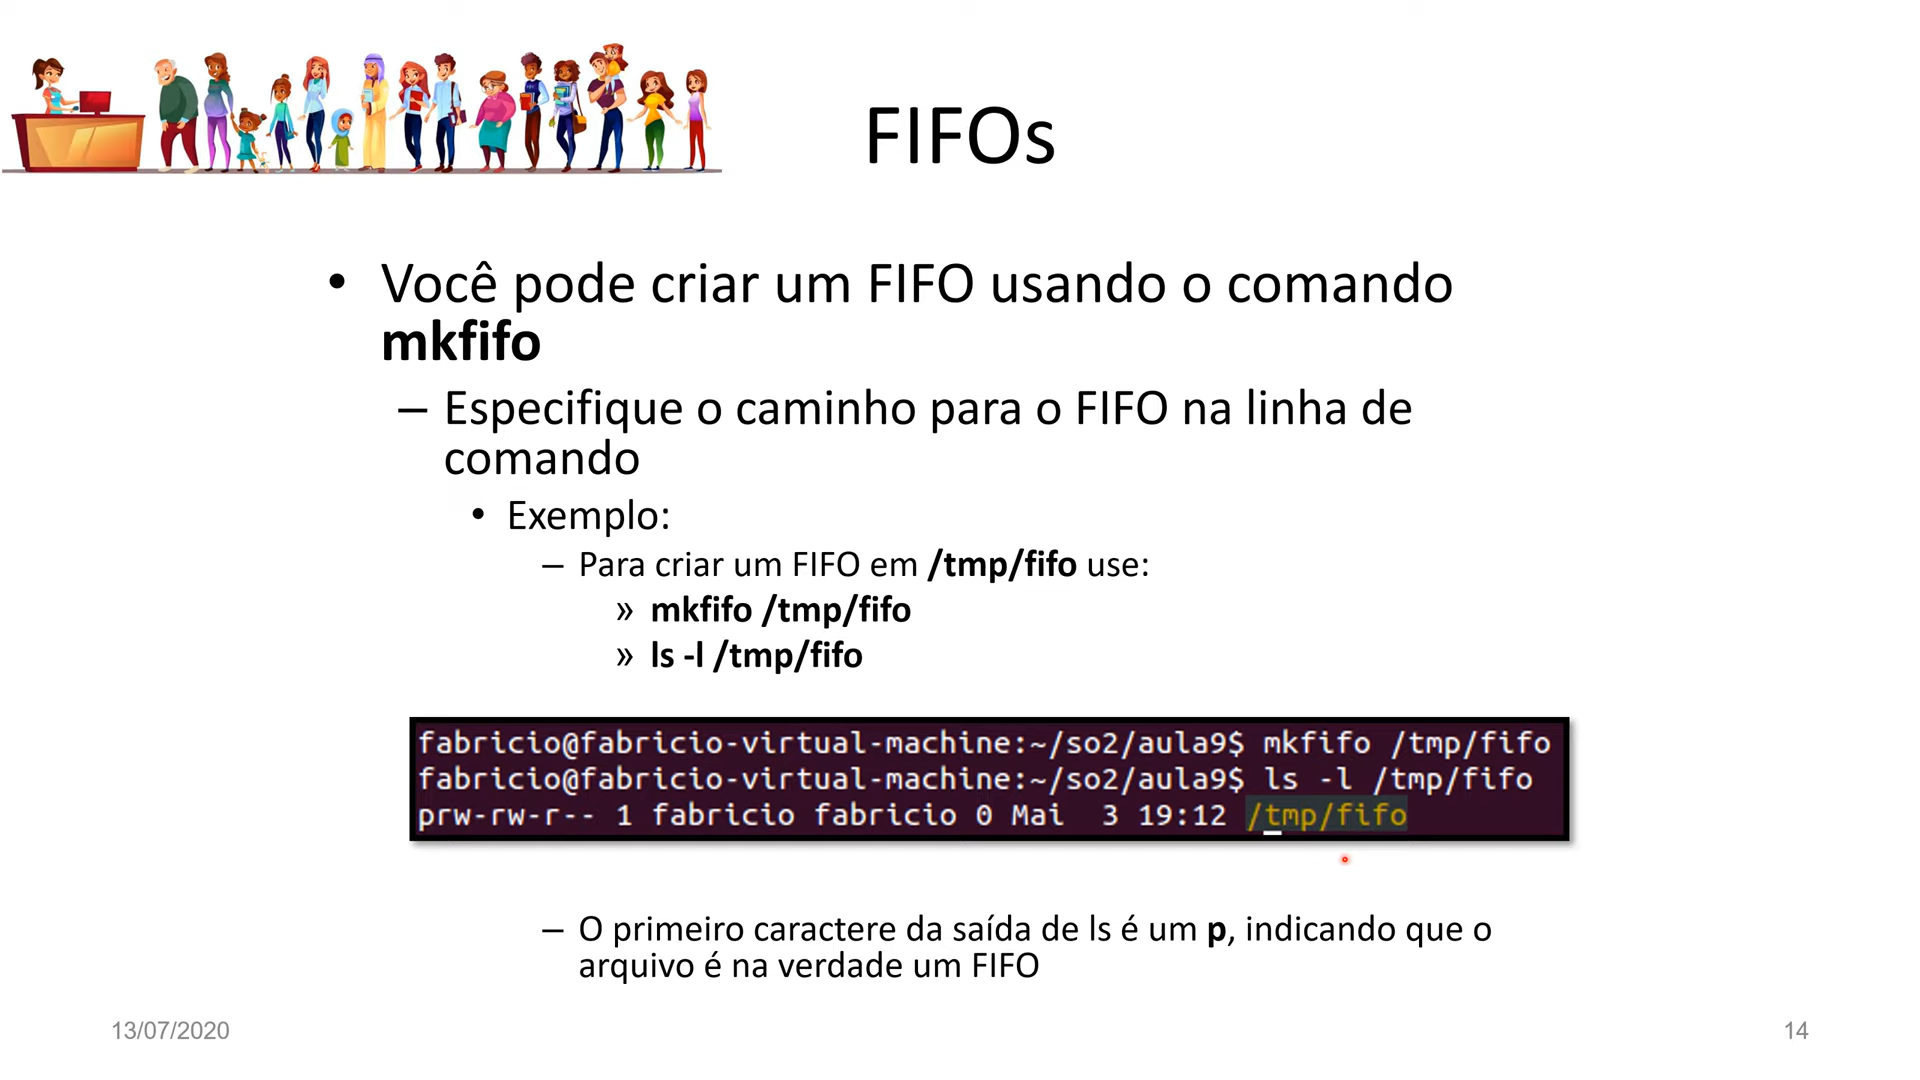 FIFOs
• Você pode criar um FIFO usando o comando
mkfifo
– Especifique o caminho para o FIFO na linha de
comando
• Exemplo:
– Para criar um FIFO em /tmp/fifo use:
» mkfifo /tmp/fifo
» ls -l /tmp/fifo
fabricio@fabricio-virtual-machine:~/so2/aula9$ mkfifo /tmp/fifo
fabricio@fabricio-virtual-machine:~/so2/aula9$ ls -l /tmp/fifo
prw-rw-r-- 1 fabricio fabricio 0 Mai  3 19:12 /tmp/fifo
– O primeiro caractere da saída de ls é um p, indicando que o
arquivo é na verdade um FIFO
13/07/2020
14